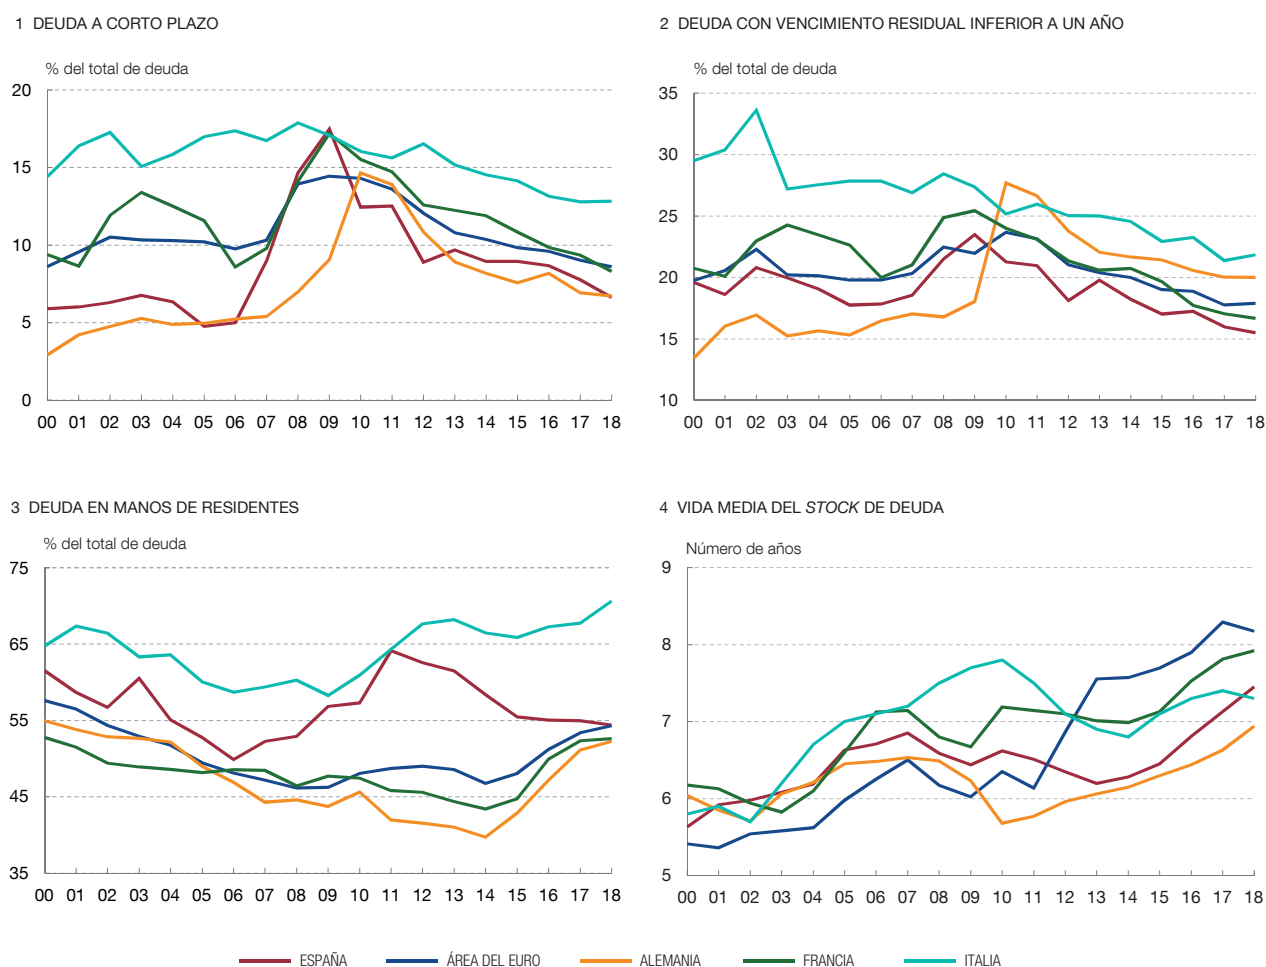 1 DEUDA A CORTO PLAZO
% del total de deuda
20
15
10
5
0
00 01 02 03 04 05 06 07 08 09 10 11 12 13 14 15 16 17 18
2 DEUDA CON VENCIMIENTO RESIDUAL INFERIOR A UN AÑO
% del total de deuda
35
30
25
20
15
10
00 01 02 03 04 05 06 07 08 09 10 11 12 13 14 15 16 17 18
3 DEUDA EN MANOS DE RESIDENTES
% del total de deuda
75
65
55
45
35
00 01 02 03 04 05 06 07 08 09 10 11 12 13 14 15 16 17 18
4 VIDA MEDIA DEL STOCK DE DEUDA
Número de años
9
8
7
6
5
00 01 02 03 04 05 06 07 08 09 10 11 12 13 14 15 16 17 18
ESPAÑA ÁREA DEL EURO ALEMANIA FRANCIA ITALIA